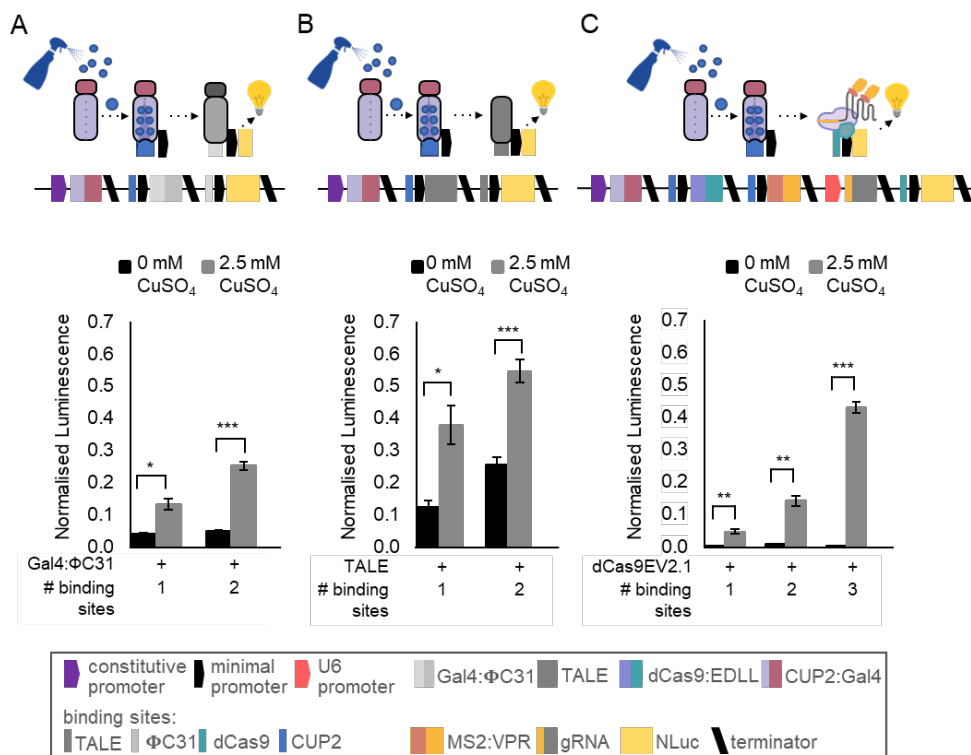 A
B
C
0 mM
CuSO₄
2.5 mM
CuSO₄
Normalised Luminescence
0.7
0.6
0.5
0.4
0.3
0.2
0.1
0.0
*
***
Gal4:ΦC31 + +
# binding sites 1 2
0 mM
CuSO₄
2.5 mM
CuSO₄
Normalised Luminescence
0.7
0.6
0.5
0.4
0.3
0.2
0.1
0.0
*
***
TALE + +
# binding sites 1 2
0 mM
CuSO₄
2.5 mM
CuSO₄
Normalised Luminescence
0.7
0.6
0.5
0.4
0.3
0.2
0.1
0.0
**
**
***
dCas9EV2.1 + + +
# binding sites 1 2 3
constitutive promoter
minimal promoter
U6 promoter
Gal4:ΦC31
TALE
dCas9:EDLL
CUP2:Gal4
binding sites:
TALE
ΦC31
dCas9
CUP2
MS2:VPR
gRNA
NLuc
terminator